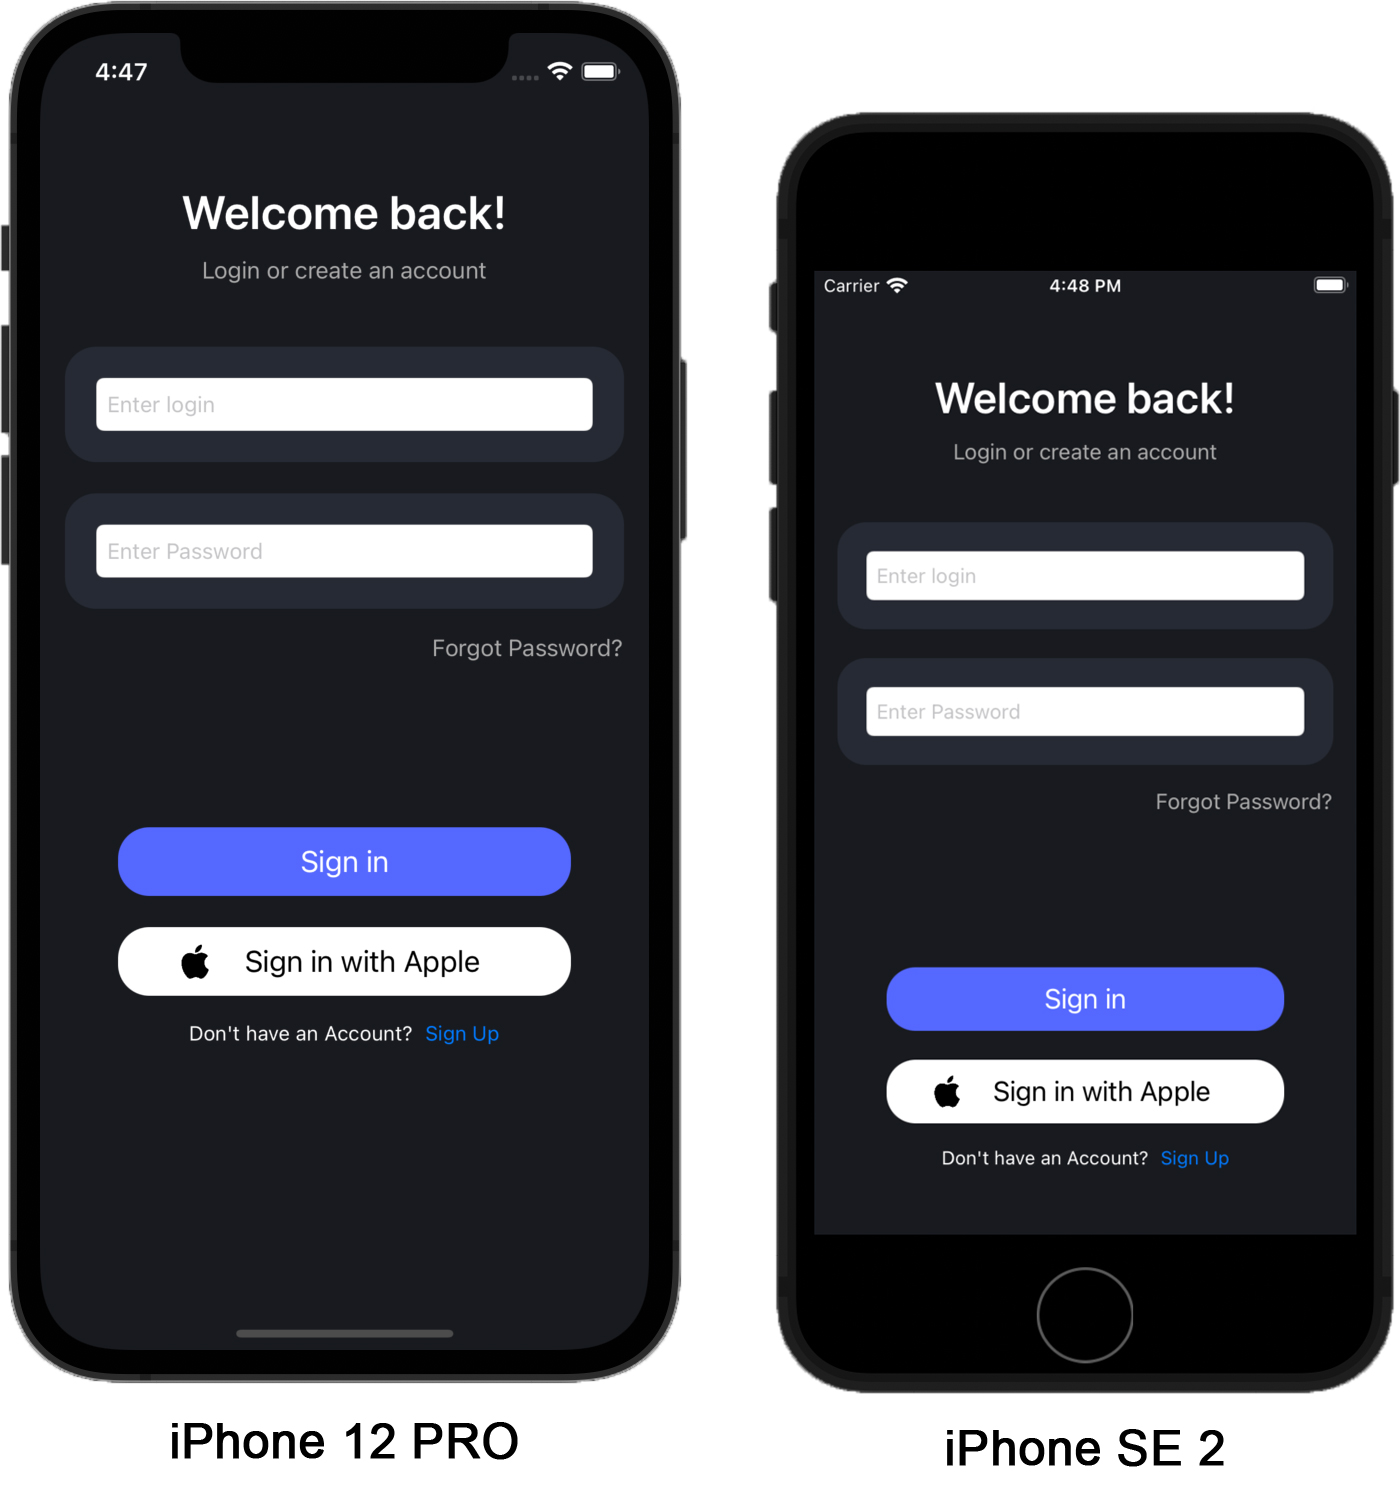 4:47
Welcome back!
Login or create an account
Enter login
Enter Password
Forgot Password?
Sign in
Sign in with Apple
Don't have an Account? Sign Up
iPhone 12 PRO
Carrier 4:48 PM
Welcome back!
Login or create an account
Enter login
Enter Password
Forgot Password?
Sign in
Sign in with Apple
Don't have an Account? Sign Up
iPhone SE 2